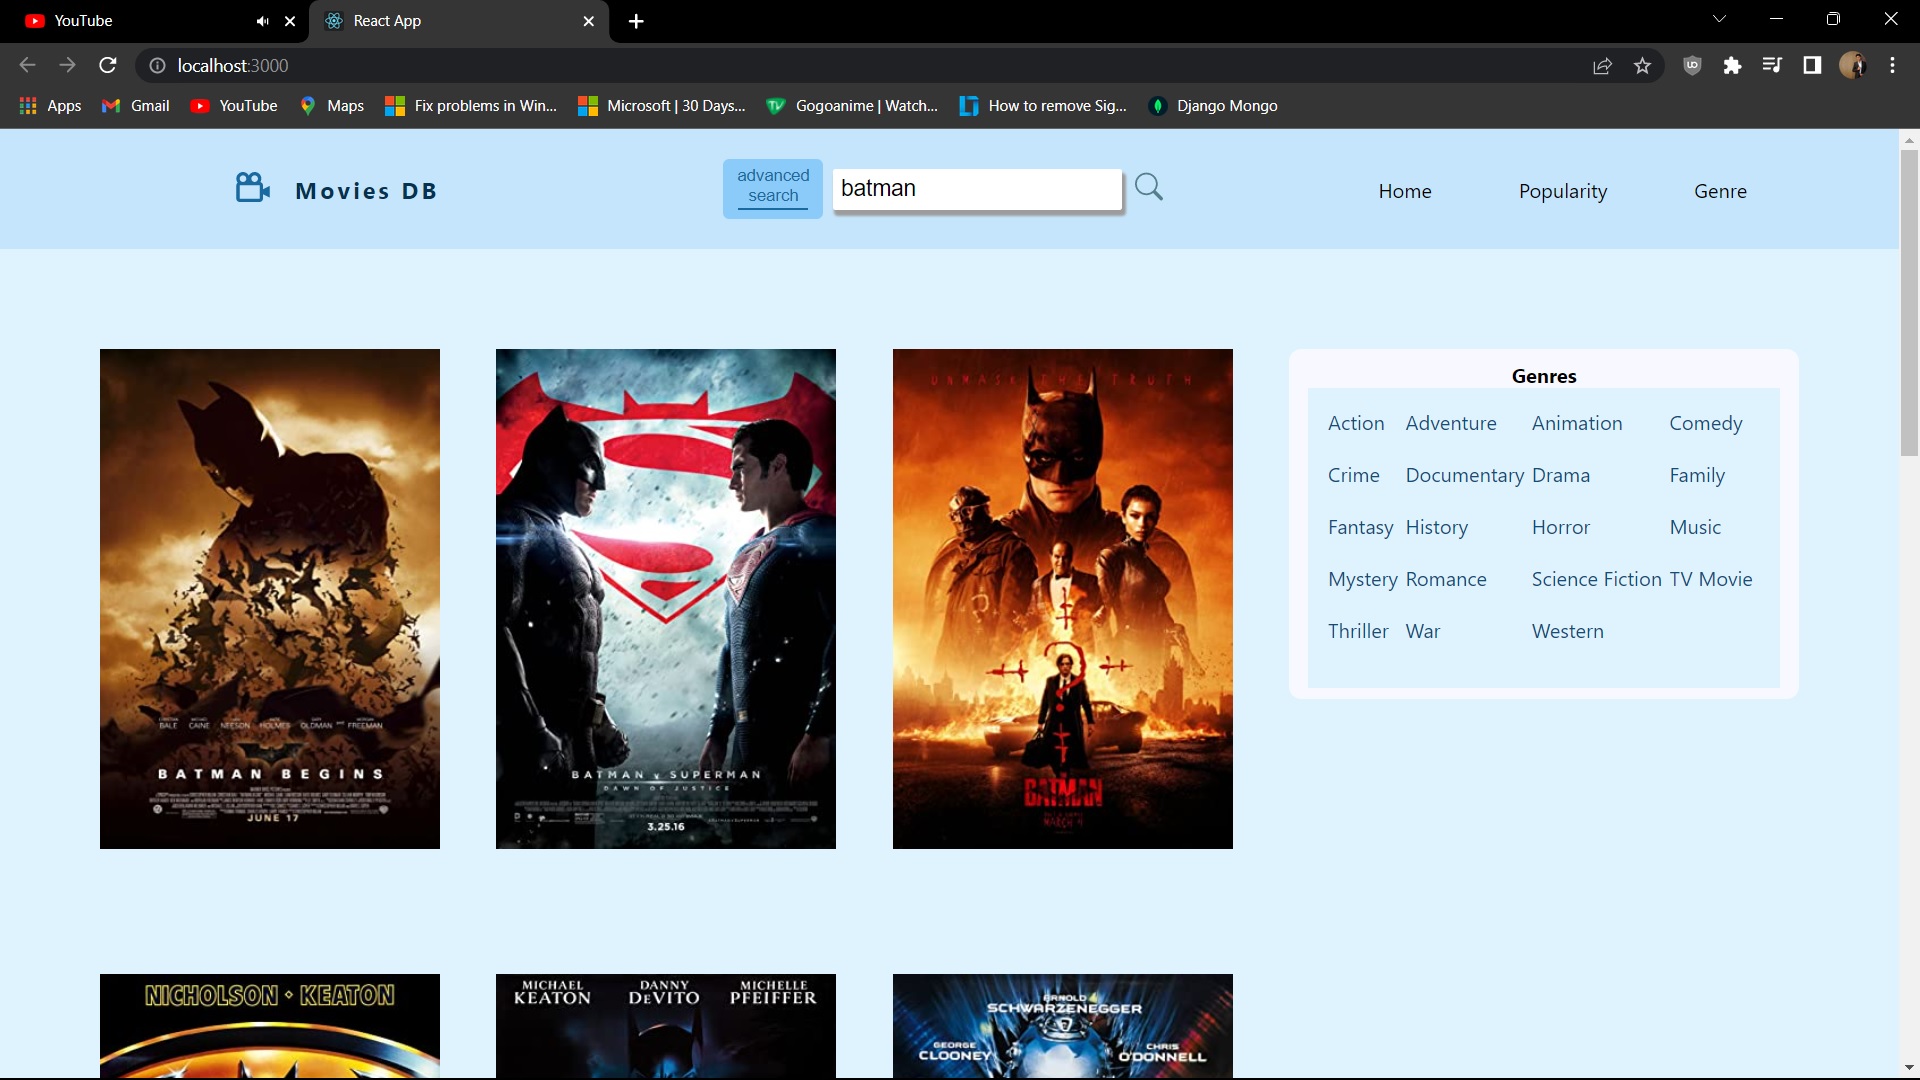 YouTube
React App
localhost:3000
Apps
Gmail
YouTube
Maps
Fix problems in Win...
Microsoft | 30 Days...
Gogoanime | Watch...
How to remove Sig...
Django Mongo
Movies DB
advanced
search
batman
Home
Popularity
Genre
BALE CAINE NEESON HOLMES OLDMAN AND FREEMAN
BATMAN BEGINS
JUNE 17
BATMAN v SUPERMAN
DAWN OF JUSTICE
3.25.16
UNMASK THE TRUTH
BATMAN
MARCH 4
Genres
Action Adventure Animation Comedy
Crime Documentary Drama Family
Fantasy History Horror Music
Mystery Romance Science Fiction TV Movie
Thriller War Western
NICHOLSON • KEATON
MICHAEL KEATON
DANNY DEVITO
MICHELLE PFEIFFER
ARNOLD
SCHWARZENEGGER
GEORGE CLOONEY
CHRIS O'DONNELL